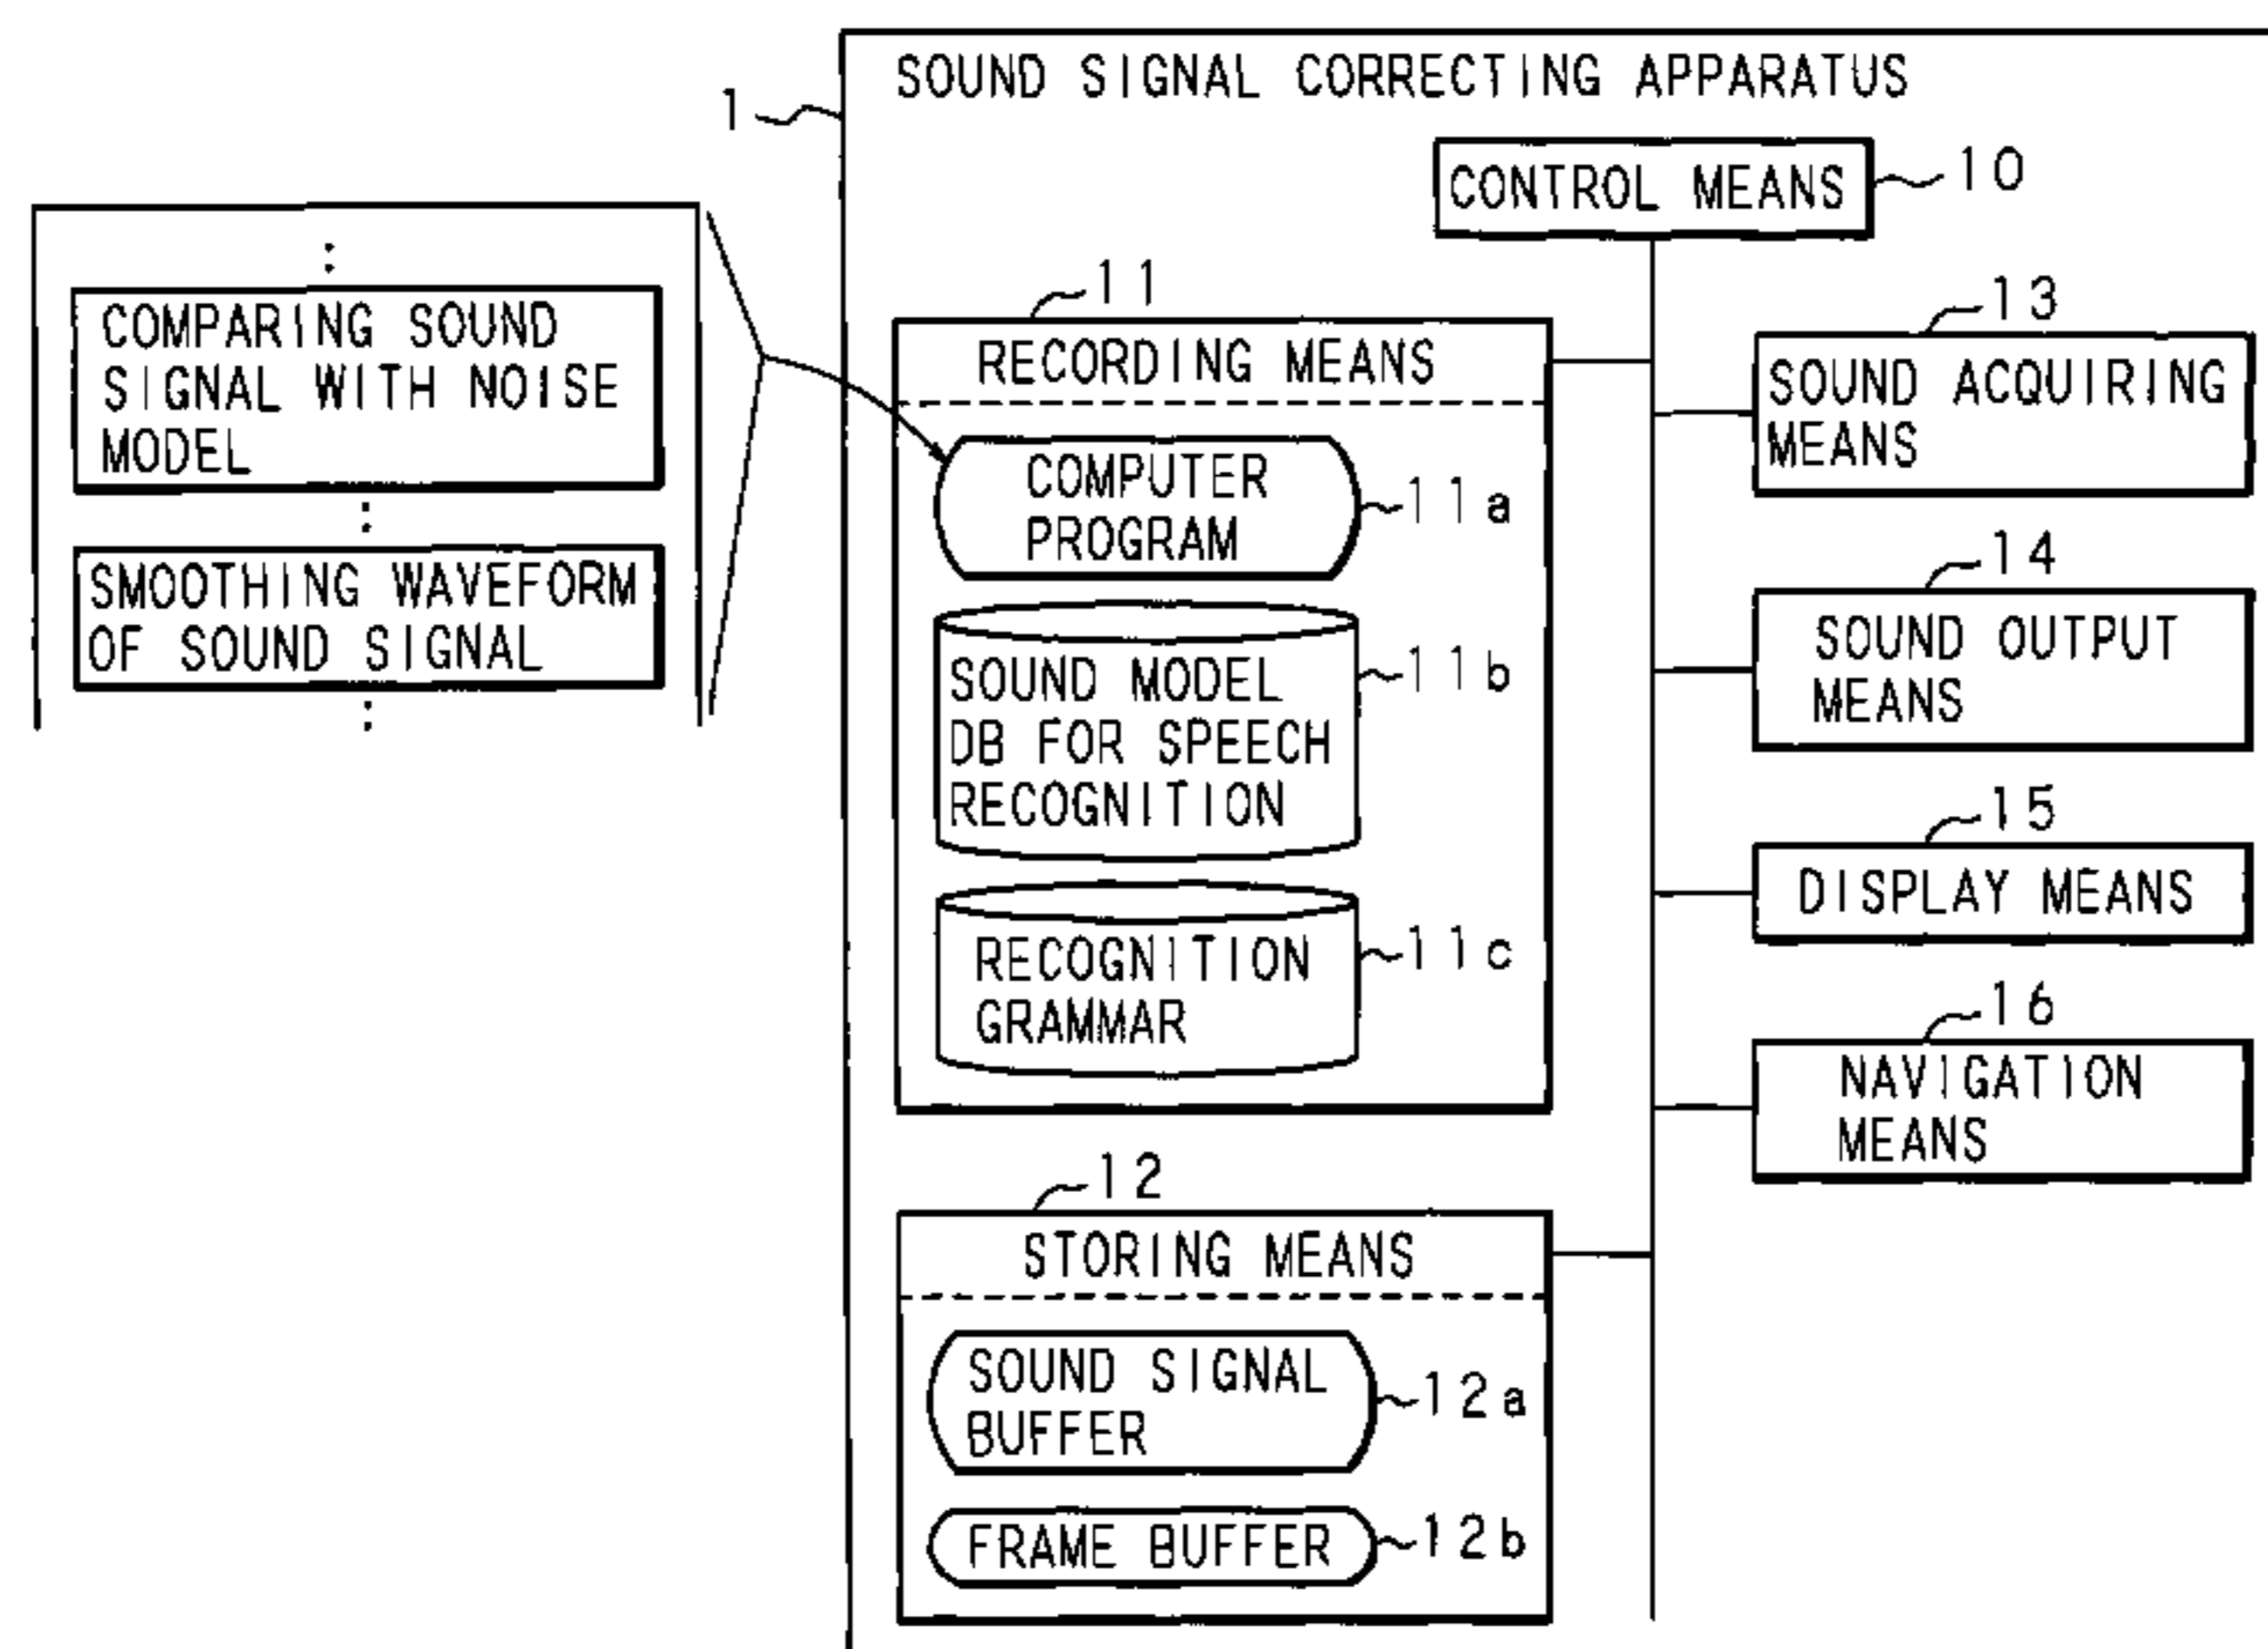 SOUND SIGNAL CORRECTING APPARATUS
1
CONTROL MEANS
10
COMPARING SOUND
SIGNAL WITH NOISE
MODEL
SMOOTHING WAVEFORM
OF SOUND SIGNAL
11
RECORDING MEANS
COMPUTER
PROGRAM
11a
SOUND MODEL
DB FOR SPEECH
RECOGNITION
11b
RECOGNITION
GRAMMAR
11c
12
STORING MEANS
SOUND SIGNAL
BUFFER
12a
FRAME BUFFER
12b
13
SOUND ACQUIRING
MEANS
14
SOUND OUTPUT
MEANS
15
DISPLAY MEANS
16
NAVIGATION
MEANS